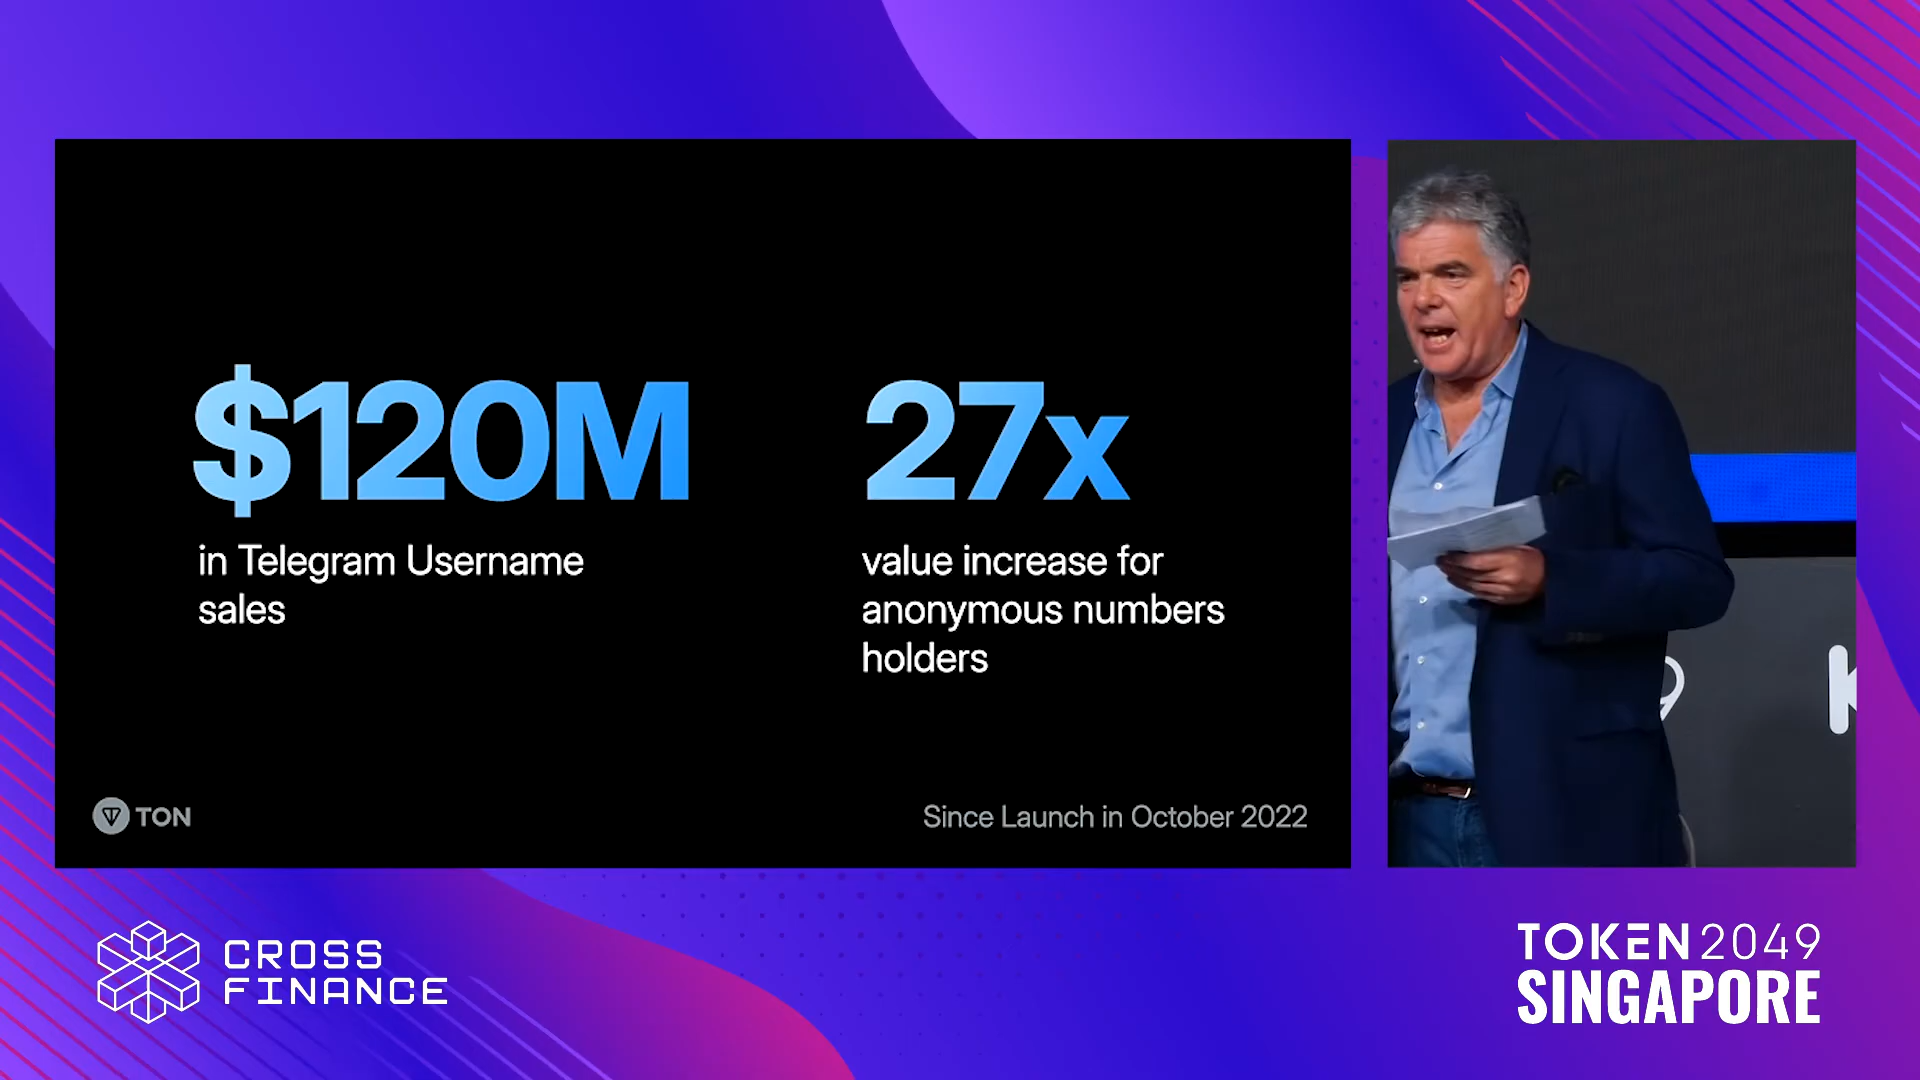 $120M
in Telegram Username
sales
27x
value increase for
anonymous numbers
holders
TON
Since Launch in October 2022
CROSS
FINANCE
TOKEN2049
SINGAPORE